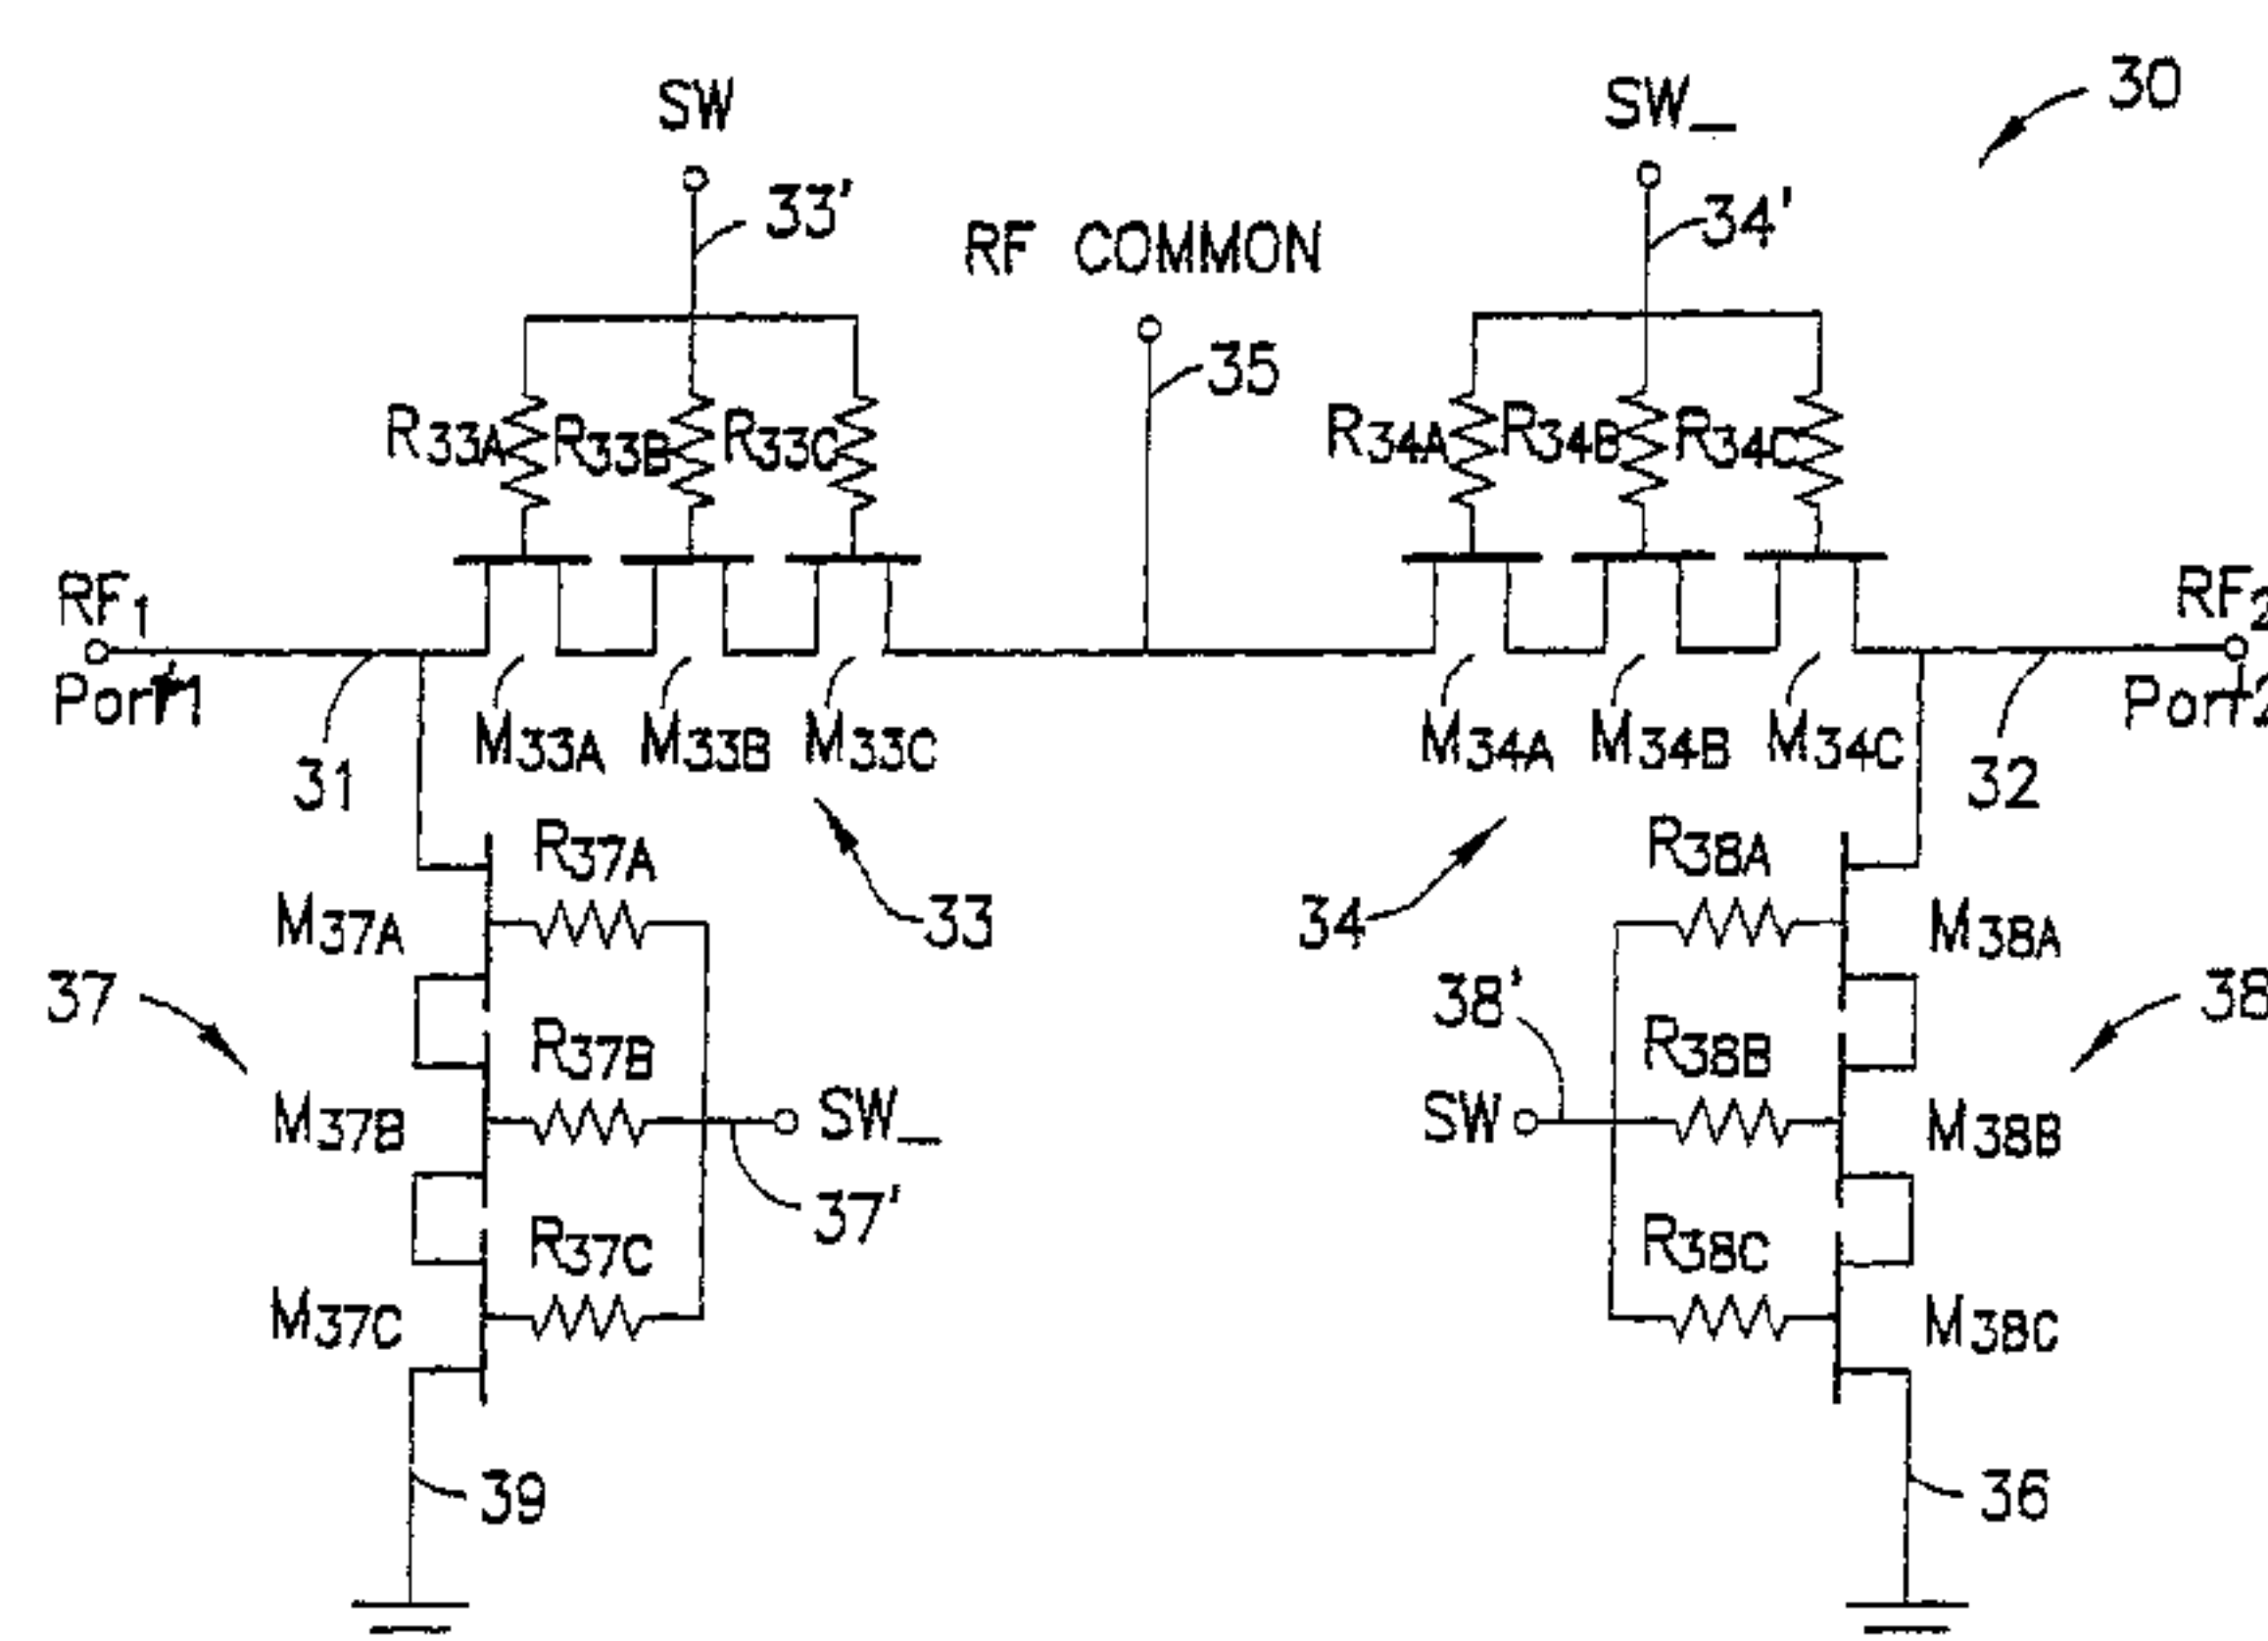 SW
SW_
30
33'
34'
RF COMMON
35
R33A
R33B
R33C
R34A
R34B
R34C
RF1
Port1
RF2
Port2
31
M33A
M33B
M33C
M34A
M34B
M34C
32
33
34
R37A
R38A
M37A
M38A
37
38'
38
R37B
R38B
M37B
SW_
SW
M38B
37'
R37C
R38C
M37C
M38C
39
36